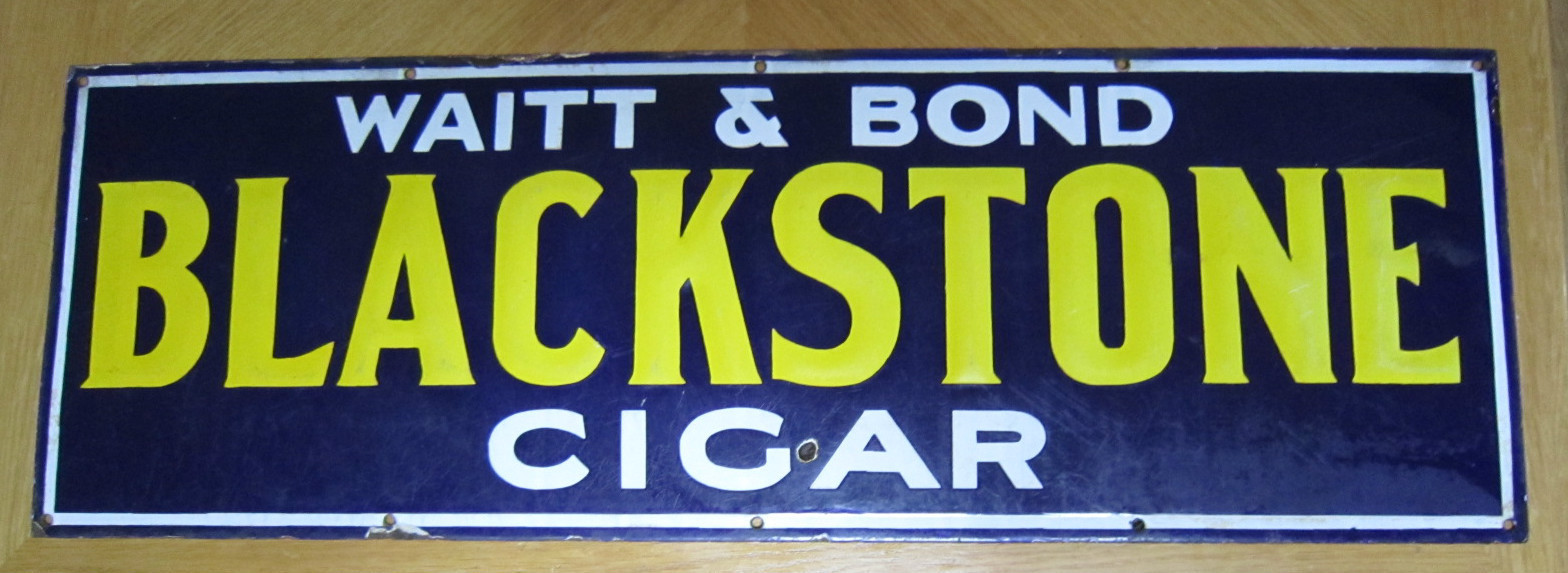 WAITT & BOND
BLACKSTONE
CIGAR